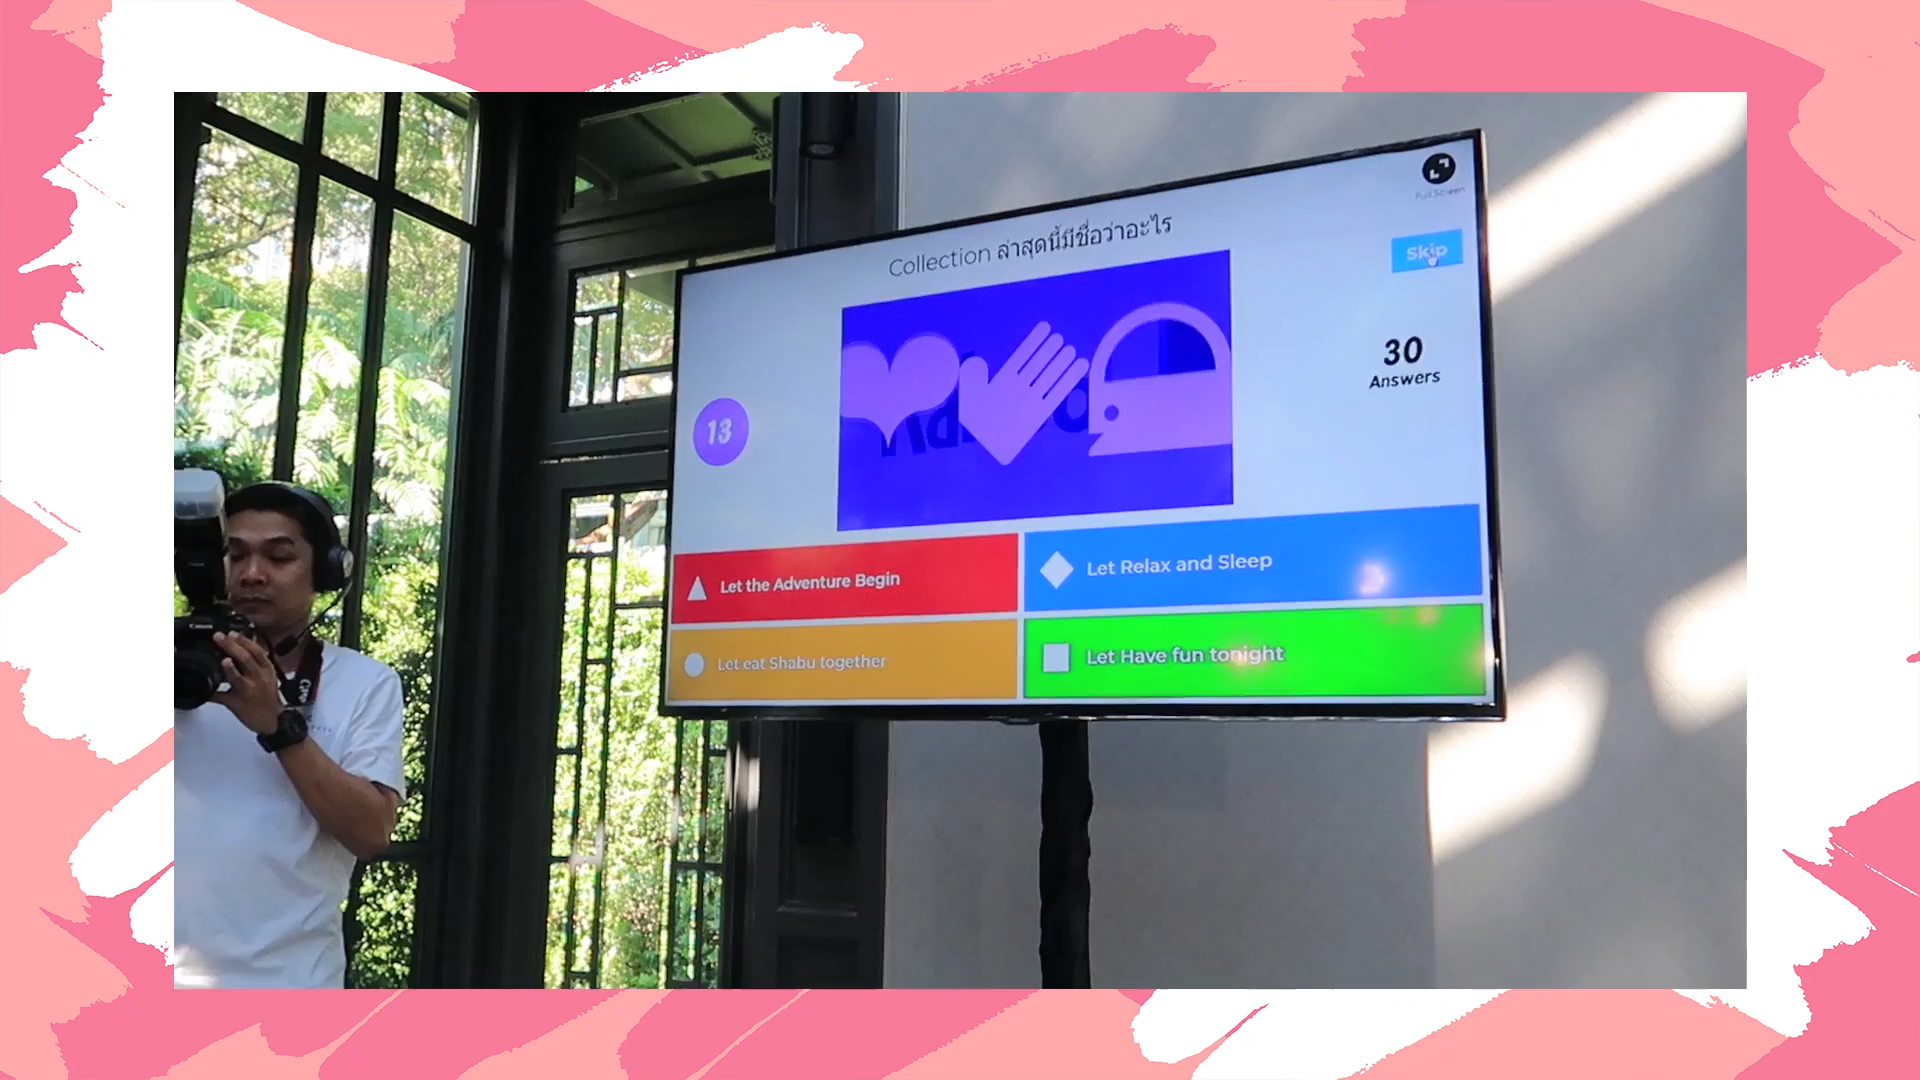 Full Screen
Collection ล่าสุดนี้มีชื่อว่าอะไร
Skip
13
30
Answers
Let the Adventure Begin
Let Relax and Sleep
Let eat Shabu together
Let Have fun tonight